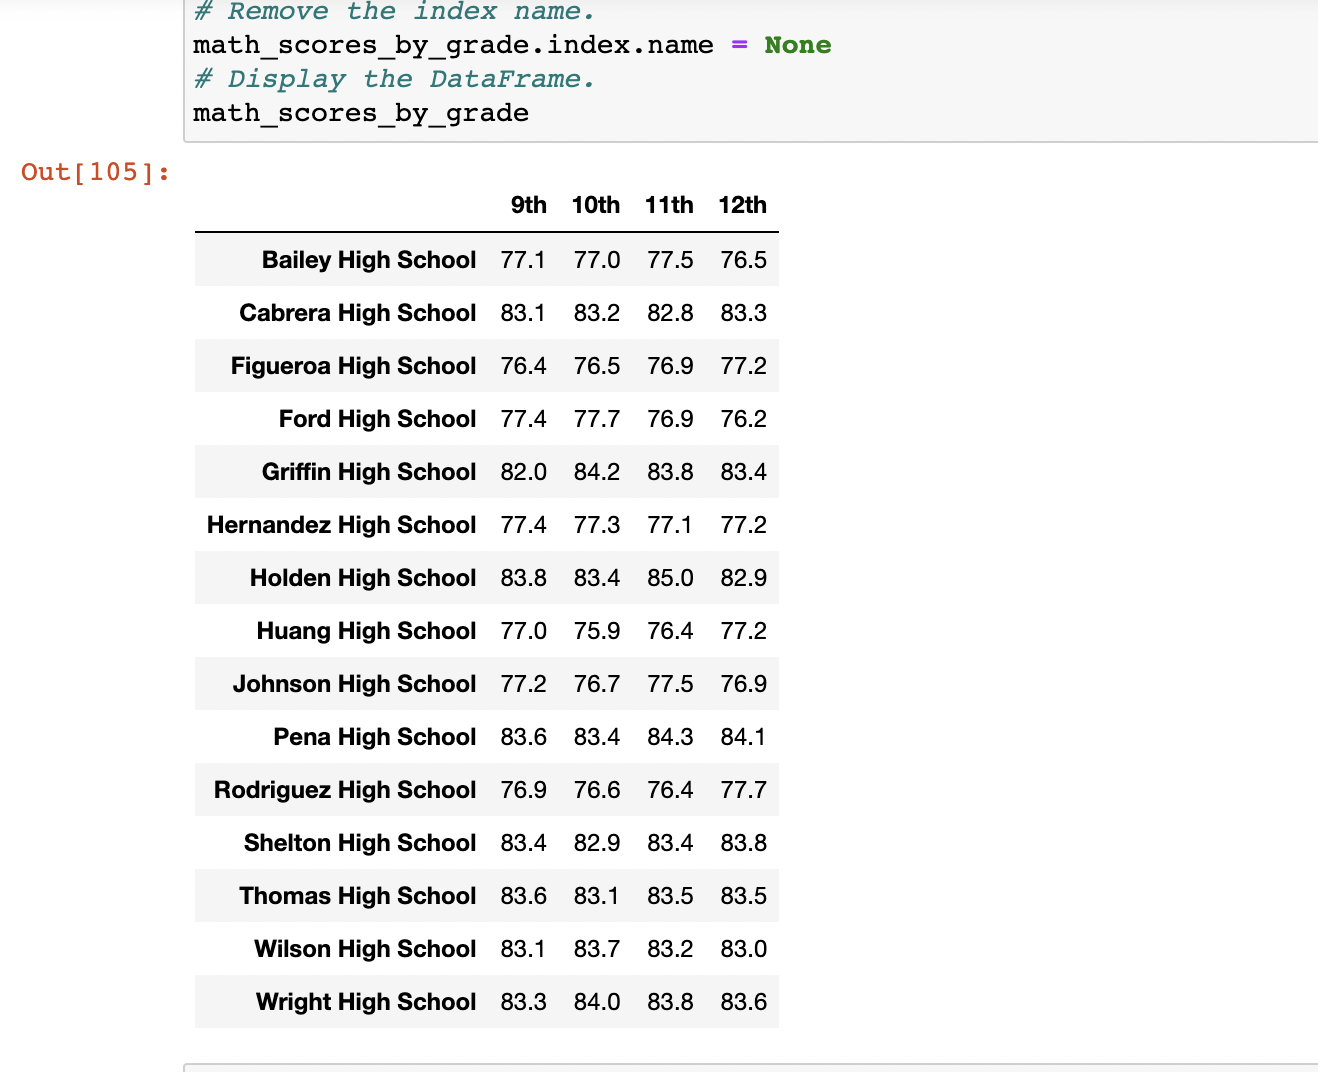 # Remove the index name.
math_scores_by_grade.index.name = None
# Display the DataFrame.
math_scores_by_grade
Out[105]:
9th 10th 11th 12th
Bailey High School 77.1 77.0 77.5 76.5
Cabrera High School 83.1 83.2 82.8 83.3
Figueroa High School 76.4 76.5 76.9 77.2
Ford High School 77.4 77.7 76.9 76.2
Griffin High School 82.0 84.2 83.8 83.4
Hernandez High School 77.4 77.3 77.1 77.2
Holden High School 83.8 83.4 85.0 82.9
Huang High School 77.0 75.9 76.4 77.2
Johnson High School 77.2 76.7 77.5 76.9
Pena High School 83.6 83.4 84.3 84.1
Rodriguez High School 76.9 76.6 76.4 77.7
Shelton High School 83.4 82.9 83.4 83.8
Thomas High School 83.6 83.1 83.5 83.5
Wilson High School 83.1 83.7 83.2 83.0
Wright High School 83.3 84.0 83.8 83.6